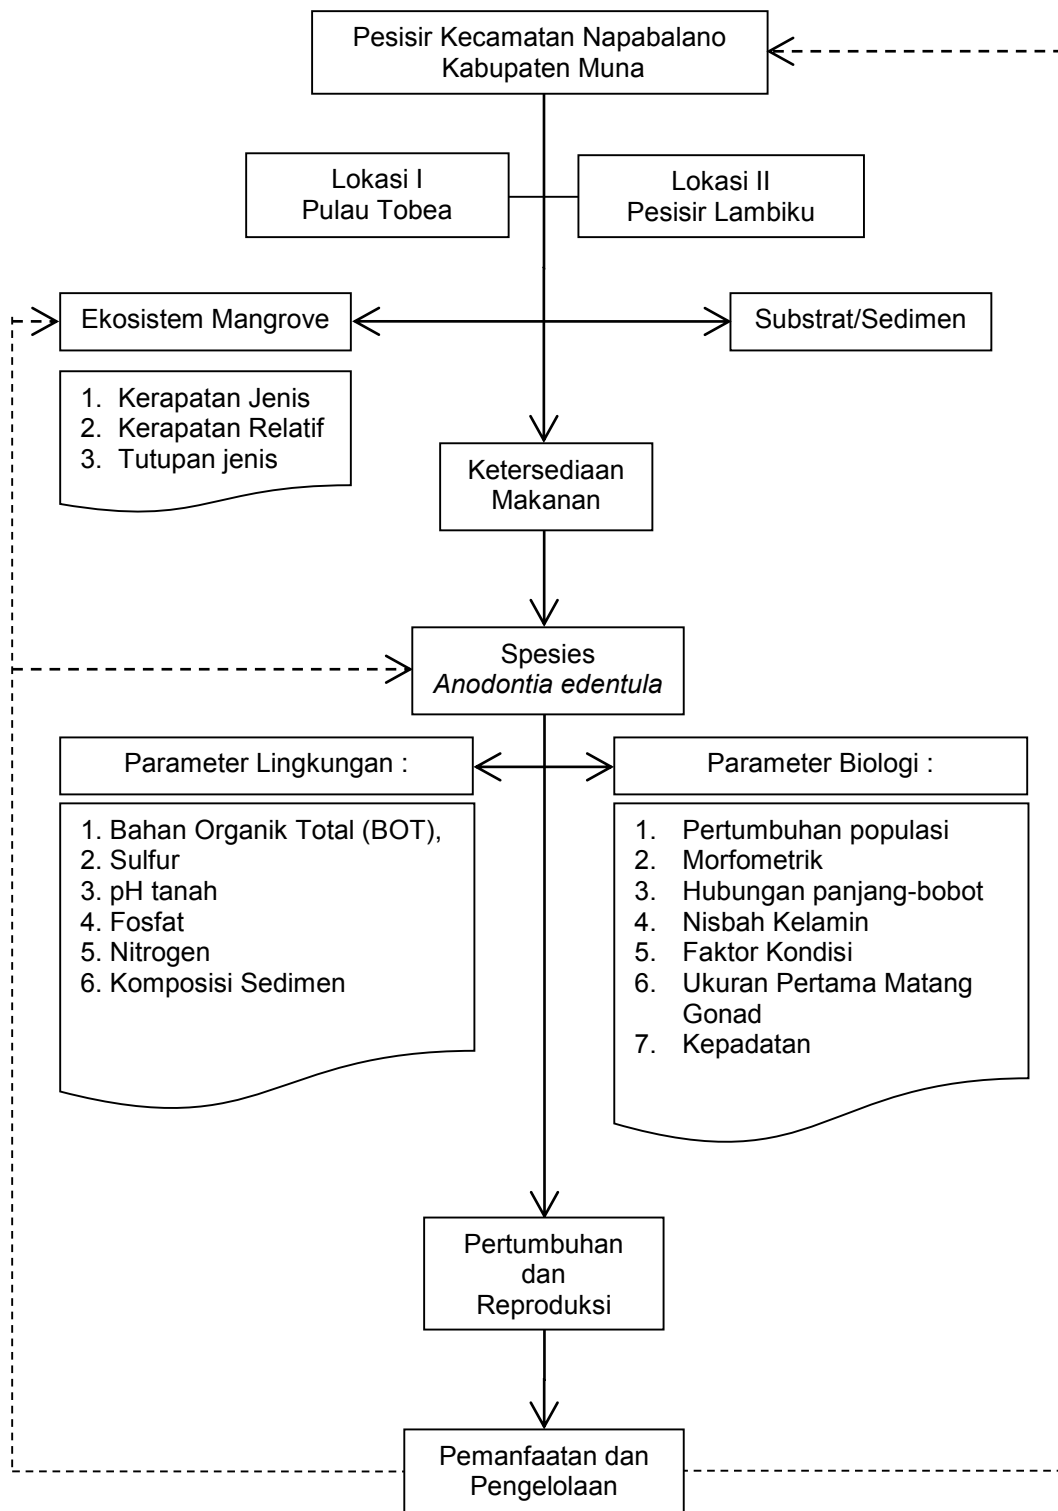 Pesisir Kecamatan Napabalano
Kabupaten Muna
Lokasi I
Pulau Tobea
Lokasi II
Pesisir Lambiku
Ekosistem Mangrove
Substrat/Sedimen
1. Kerapatan Jenis
2. Kerapatan Relatif
3. Tutupan jenis
Ketersediaan
Makanan
Spesies
Anodontia edentula
Parameter Lingkungan :
1. Bahan Organik Total (BOT),
2. Sulfur
3. pH tanah
4. Fosfat
5. Nitrogen
6. Komposisi Sedimen
Parameter Biologi :
1. Pertumbuhan populasi
2. Morfometrik
3. Hubungan panjang-bobot
4. Nisbah Kelamin
5. Faktor Kondisi
6. Ukuran Pertama Matang
Gonad
7. Kepadatan
Pertumbuhan
dan
Reproduksi
Pemanfaatan dan
Pengelolaan